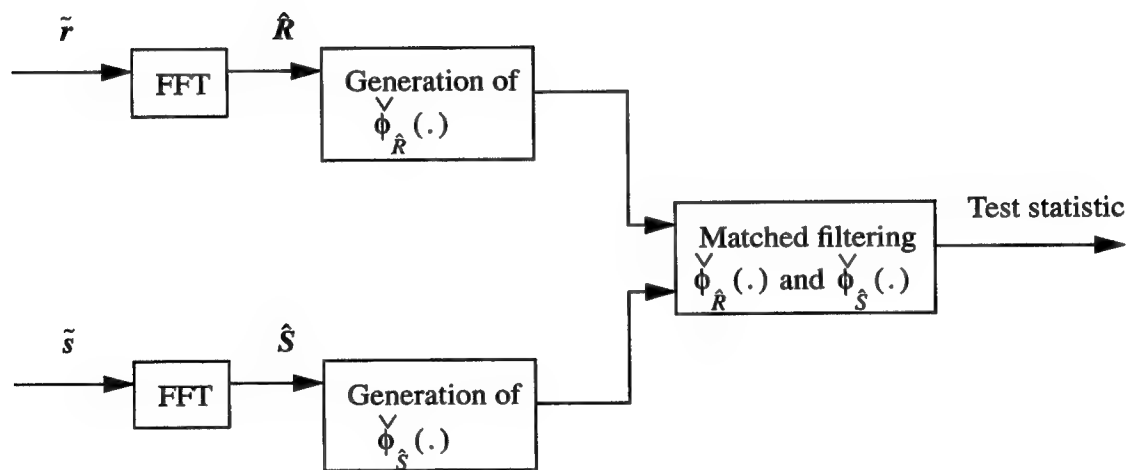 r̃ R̂
FFT
Generation of
ϕ̌_R̂ (.)
Test statistic
Matched filtering
ϕ̌_R̂ (.) and ϕ̌_Ŝ (.)
s̃ Ŝ
FFT
Generation of
ϕ̌_Ŝ (.)